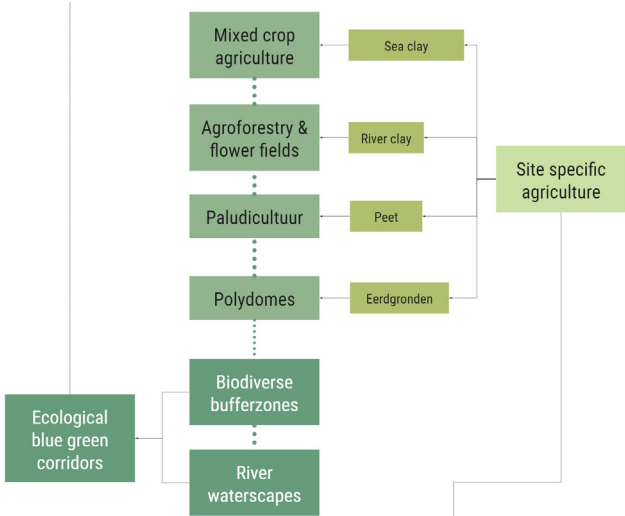 Mixed crop
agriculture
Sea clay
Agroforestry &
flower fields
River clay
Site specific
agriculture
Paludicultuur
Peet
Polydomes
Eerdgronden
Biodiverse
bufferzones
Ecological
blue green
corridors
River
waterscapes